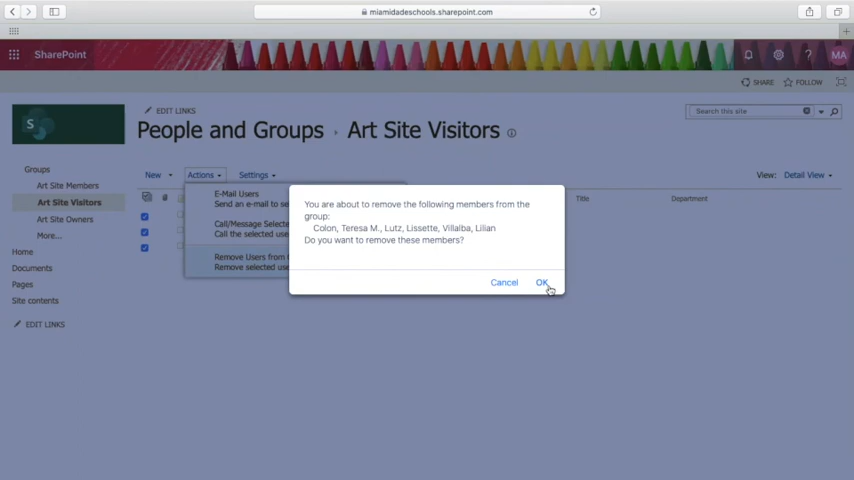 miamidadeschools.sharepoint.com
SharePoint
MA
SHARE
FOLLOW
EDIT LINKS
People and Groups
Art Site Visitors
Search this site
S
Groups
Art Site Members
Art Site Visitors
Art Site Owners
More...
Home
Documents
Pages
Site contents
EDIT LINKS
New
Actions
Settings
View: Detail View
E-Mail Users
Send an e-mail to se
Call/Message Selecte
Call the selected use
Remove Users from
Remove selected use
Title
Department
You are about to remove the following members from the
group:
Colon, Teresa M., Lutz, Lissette, Villalba, Lilian
Do you want to remove these members?
Cancel
OK